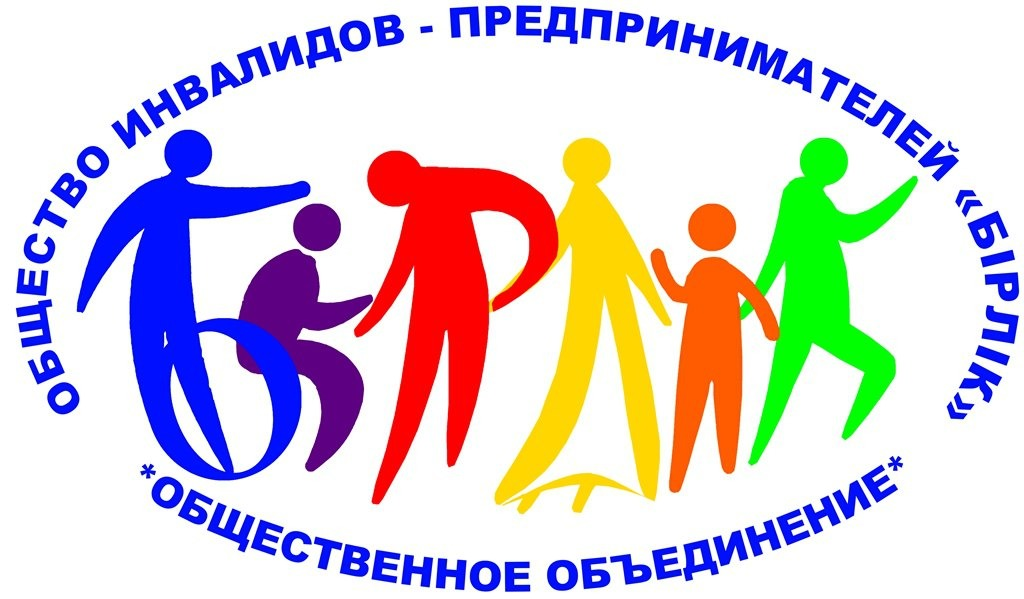 ОБЩЕСТВО ИНВАЛИДОВ - ПРЕДПРИНИМАТЕЛЕЙ «БІРЛІК»
*ОБЩЕСТВЕННОЕ ОБЪЕДИНЕНИЕ*